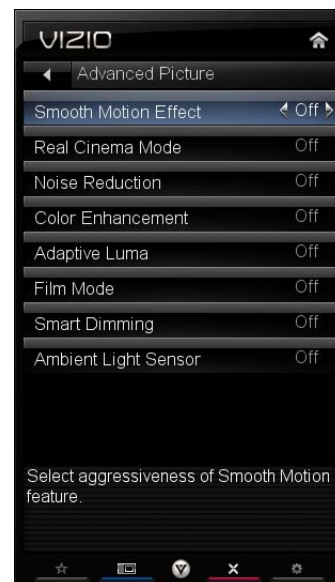 VIZIO
Advanced Picture
Smooth Motion Effect Off
Real Cinema Mode Off
Noise Reduction Off
Color Enhancement Off
Adaptive Luma Off
Film Mode Off
Smart Dimming Off
Ambient Light Sensor Off
Select aggressiveness of Smooth Motion
feature.
V